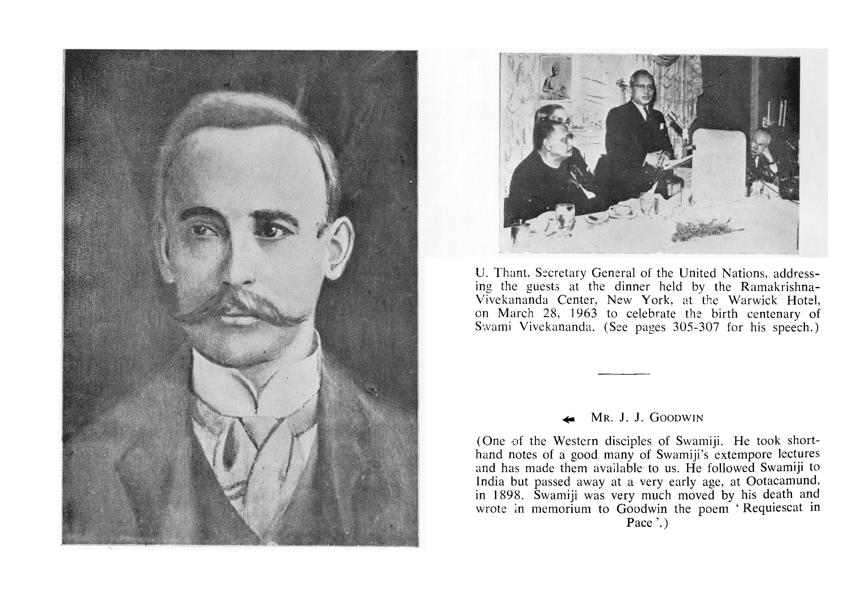 U. Thant, Secretary General of the United Nations, address-
ing the guests at the dinner held by the Ramakrishna-
Vivekananda Center, New York, at the Warwick Hotel,
on March 28, 1963 to celebrate the birth centenary of
Swami Vivekananda. (See pages 305-307 for his speech.)
MR. J. J. GOODWIN
(One of the Western disciples of Swamiji. He took short-
hand notes of a good many of Swamiji's extempore lectures
and has made them available to us. He followed Swamiji to
India but passed away at a very early age, at Ootacamund,
in 1898. Swamiji was very much moved by his death and
wrote in memorium to Goodwin the poem ‘ Requiescat in
Pace ’.)